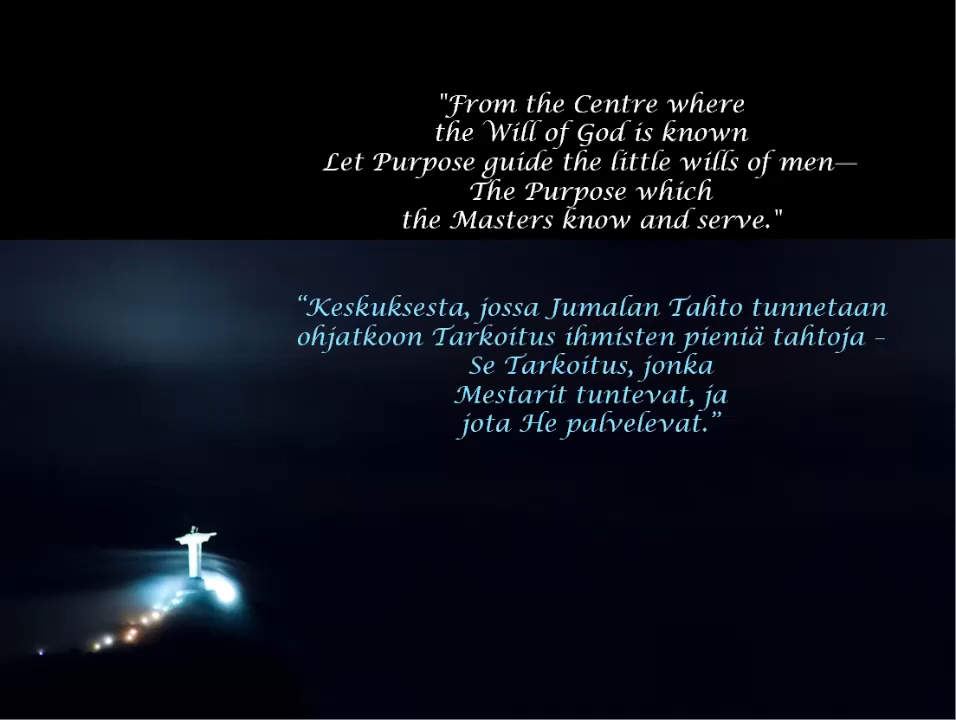 "From the Centre where
the Will of God is known
Let Purpose guide the little wills of men—
The Purpose which
the Masters know and serve."
“Keskuksesta, jossa Jumalan Tahto tunnetaan
ohjatkoon Tarkoitus ihmisten pieniä tahtoja –
Se Tarkoitus, jonka
Mestarit tuntevat, ja
jota He palvelevat.”